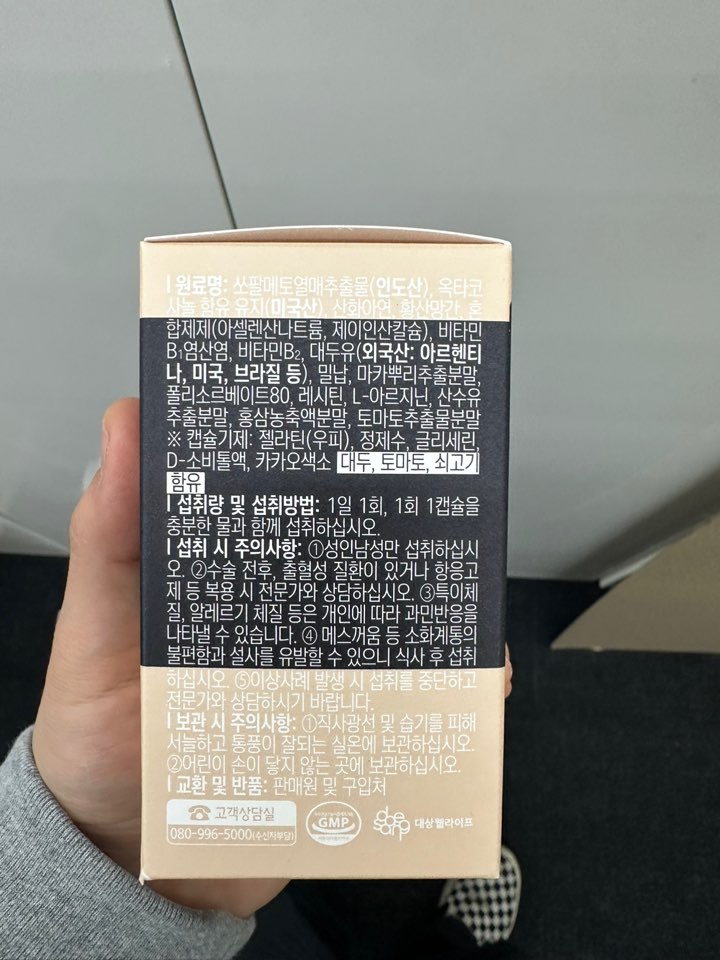 | 원료명: 쏘팔메토열매추출물(인도산), 옥타코
사놀 함유 유지(미국산), 산화아연, 황산망간, 혼
합제제(아셀렌산나트륨, 제이인산칼슘), 비타민
B₁염산염, 비타민B₂, 대두유(외국산: 아르헨티
나, 미국, 브라질 등), 밀납, 마카뿌리추출분말,
폴리소르베이트80, 레시틴, L-아르지닌, 산수유
추출분말, 홍삼농축액분말, 토마토추출물분말
※ 캡슐기제: 젤라틴(우피), 정제수, 글리세린,
D-소비톨액, 카카오색소 대두, 토마토, 쇠고기
함유
| 섭취량 및 섭취방법: 1일 1회, 1회 1캡슐을
충분한 물과 함께 섭취하십시오.
| 섭취 시 주의사항: ①성인남성만 섭취하십시
오. ②수술 전후, 출혈성 질환이 있거나 항응고
제 등 복용 시 전문가와 상담하십시오. ③특이체
질, 알레르기 체질 등은 개인에 따라 과민반응을
나타낼 수 있습니다. ④ 메스꺼움 등 소화계통의
불편함과 설사를 유발할 수 있으니 식사 후 섭취
하십시오. ⑤이상사례 발생 시 섭취를 중단하고
전문가와 상담하시기 바랍니다.
| 보관 시 주의사항: ①직사광선 및 습기를 피해
서늘하고 통풍이 잘되는 실온에 보관하십시오.
②어린이 손이 닿지 않는 곳에 보관하십시오.
| 교환 및 반품: 판매원 및 구입처
☎ 고객상담실
080-996-5000(수신자부담)
GMP
대상웰라이프